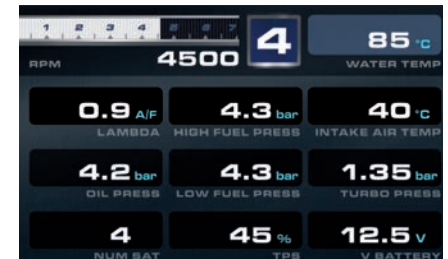 1 2 3 4 5 6 7
4
85 °C
RPM
4500
WATER TEMP
0.9 A/F
4.3 bar
40 °C
LAMBDA
HIGH FUEL PRESS
INTAKE AIR TEMP
4.2 bar
4.3 bar
1.35 bar
OIL PRESS
LOW FUEL PRESS
TURBO PRESS
4
45 %
12.5 V
NUM SAT
TPS
V BATTERY